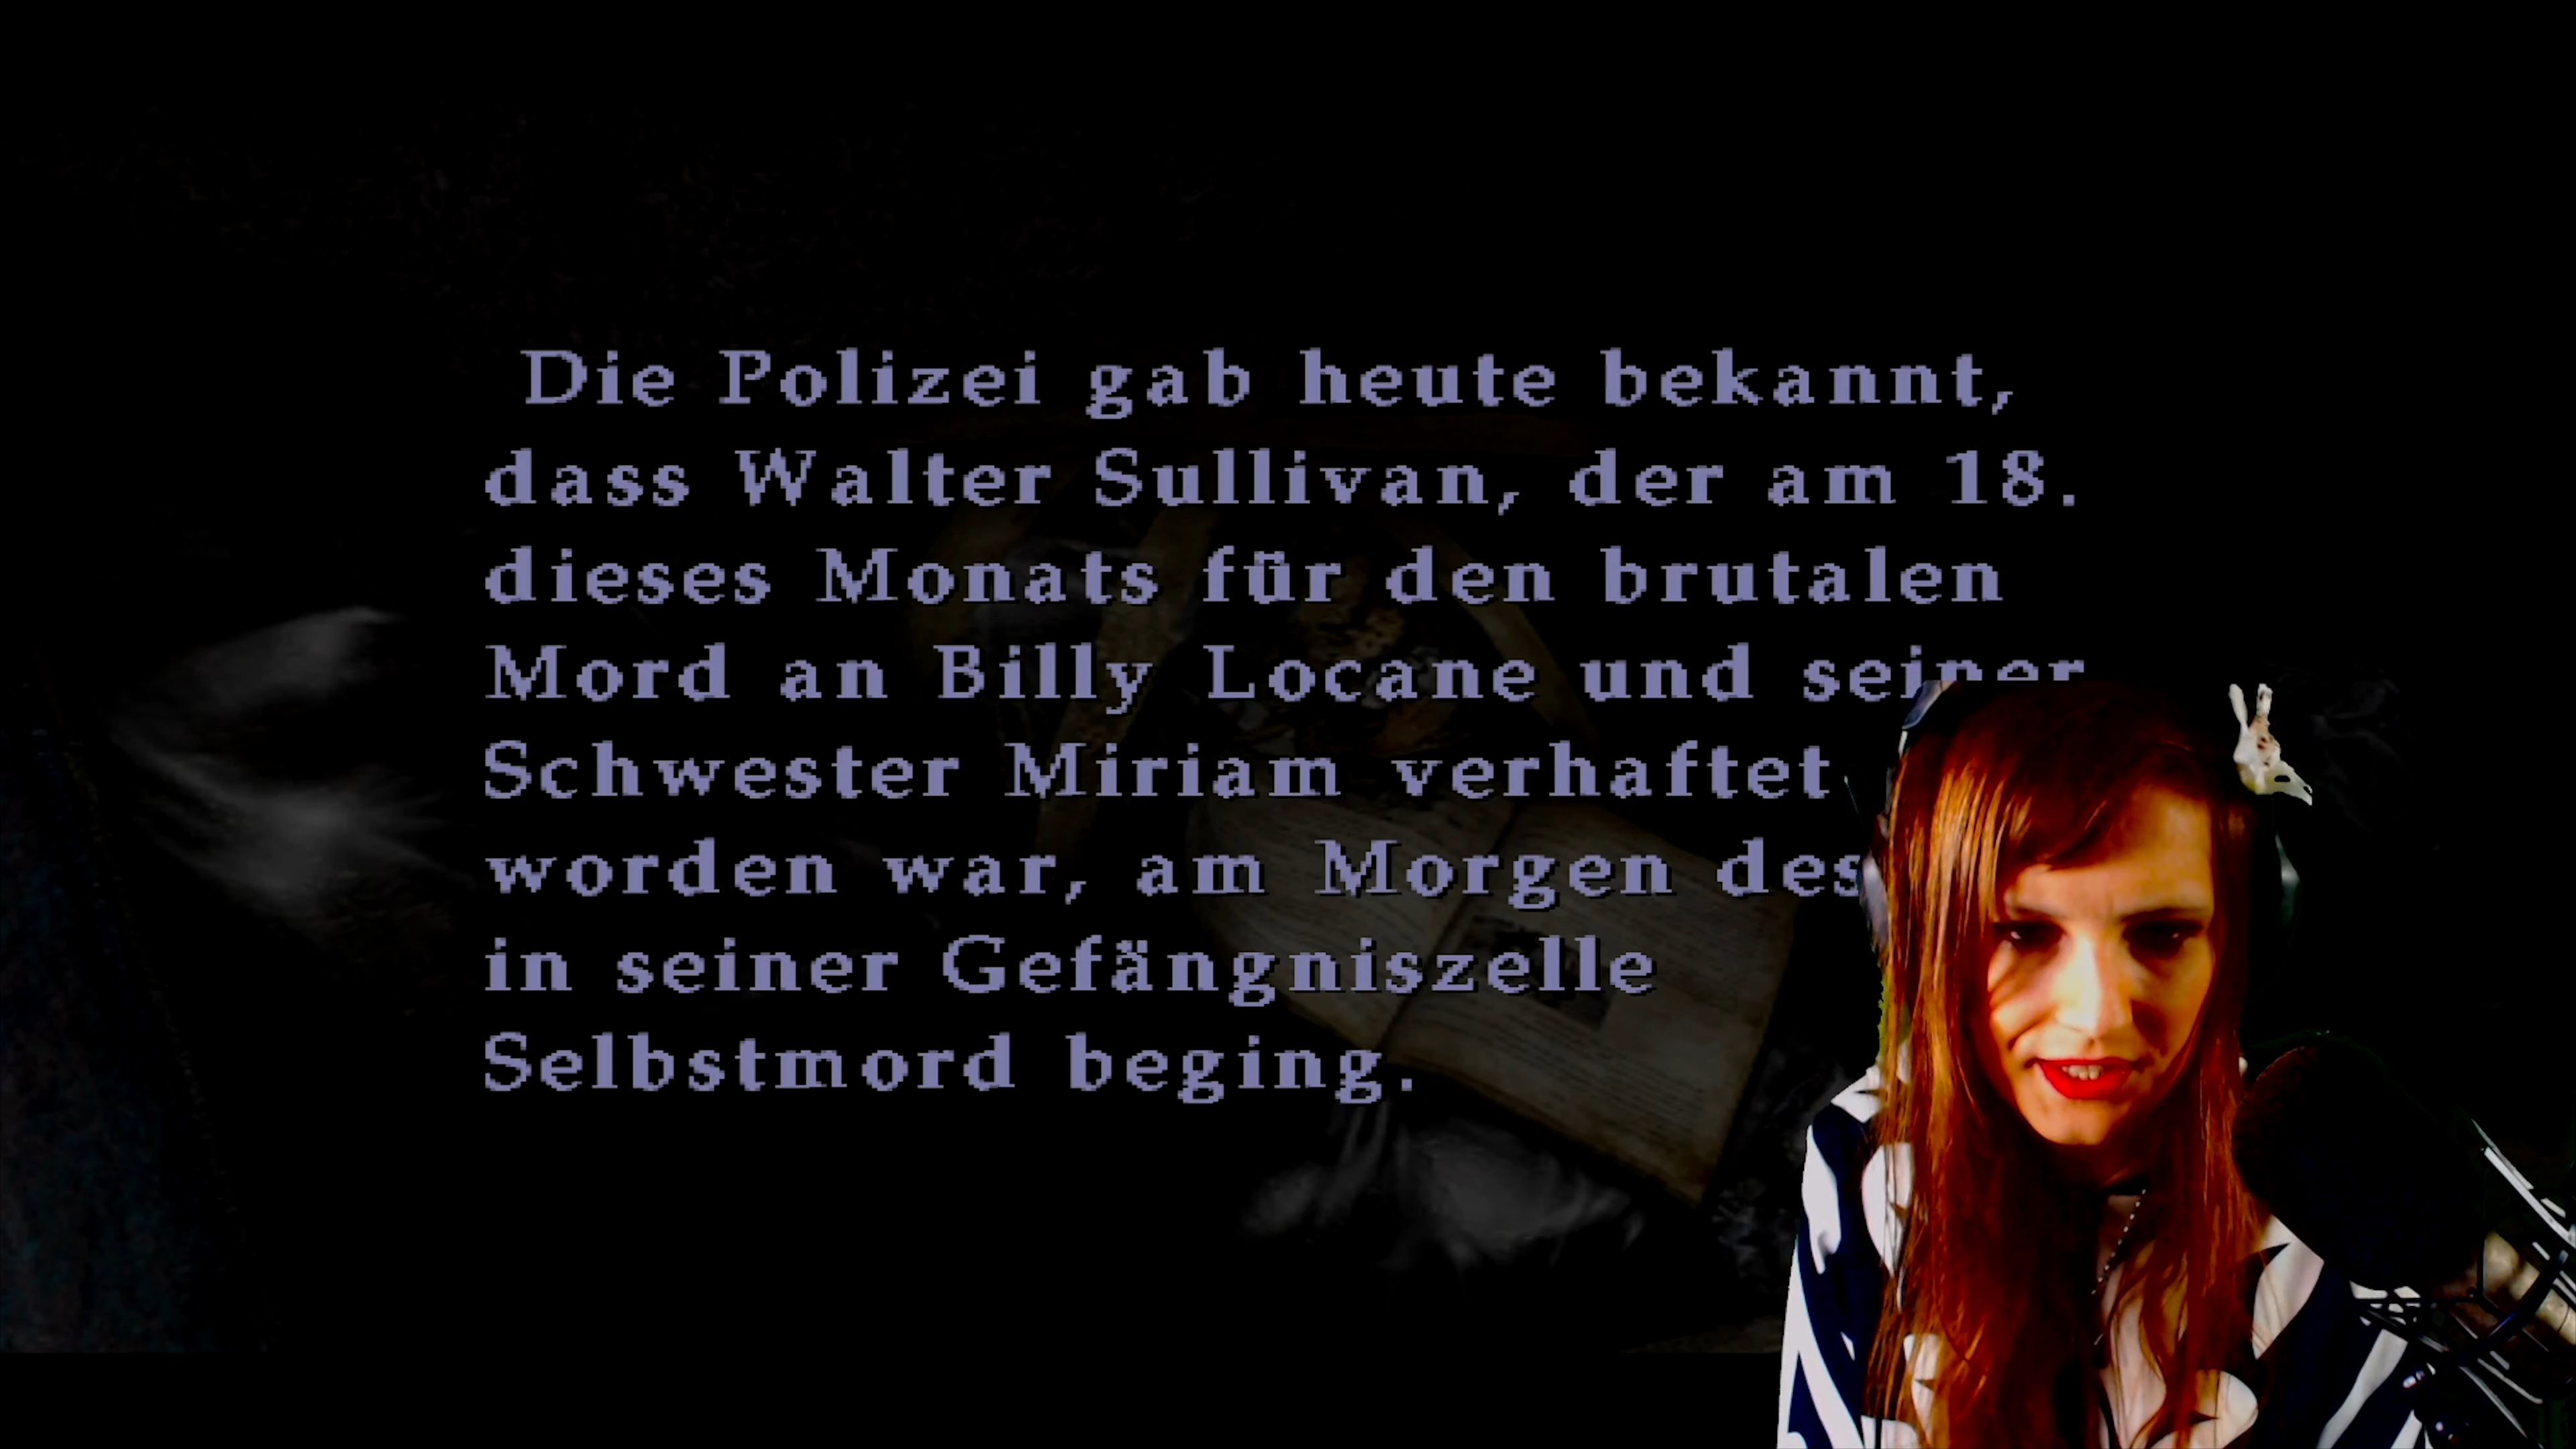 Die Polizei gab heute bekannt,
dass Walter Sullivan, der am 18.
dieses Monats für den brutalen
Mord an Billy Locane und seiner
Schwester Miriam verhaftet
worden war, am Morgen des
in seiner Gefängniszelle
Selbstmord beging.